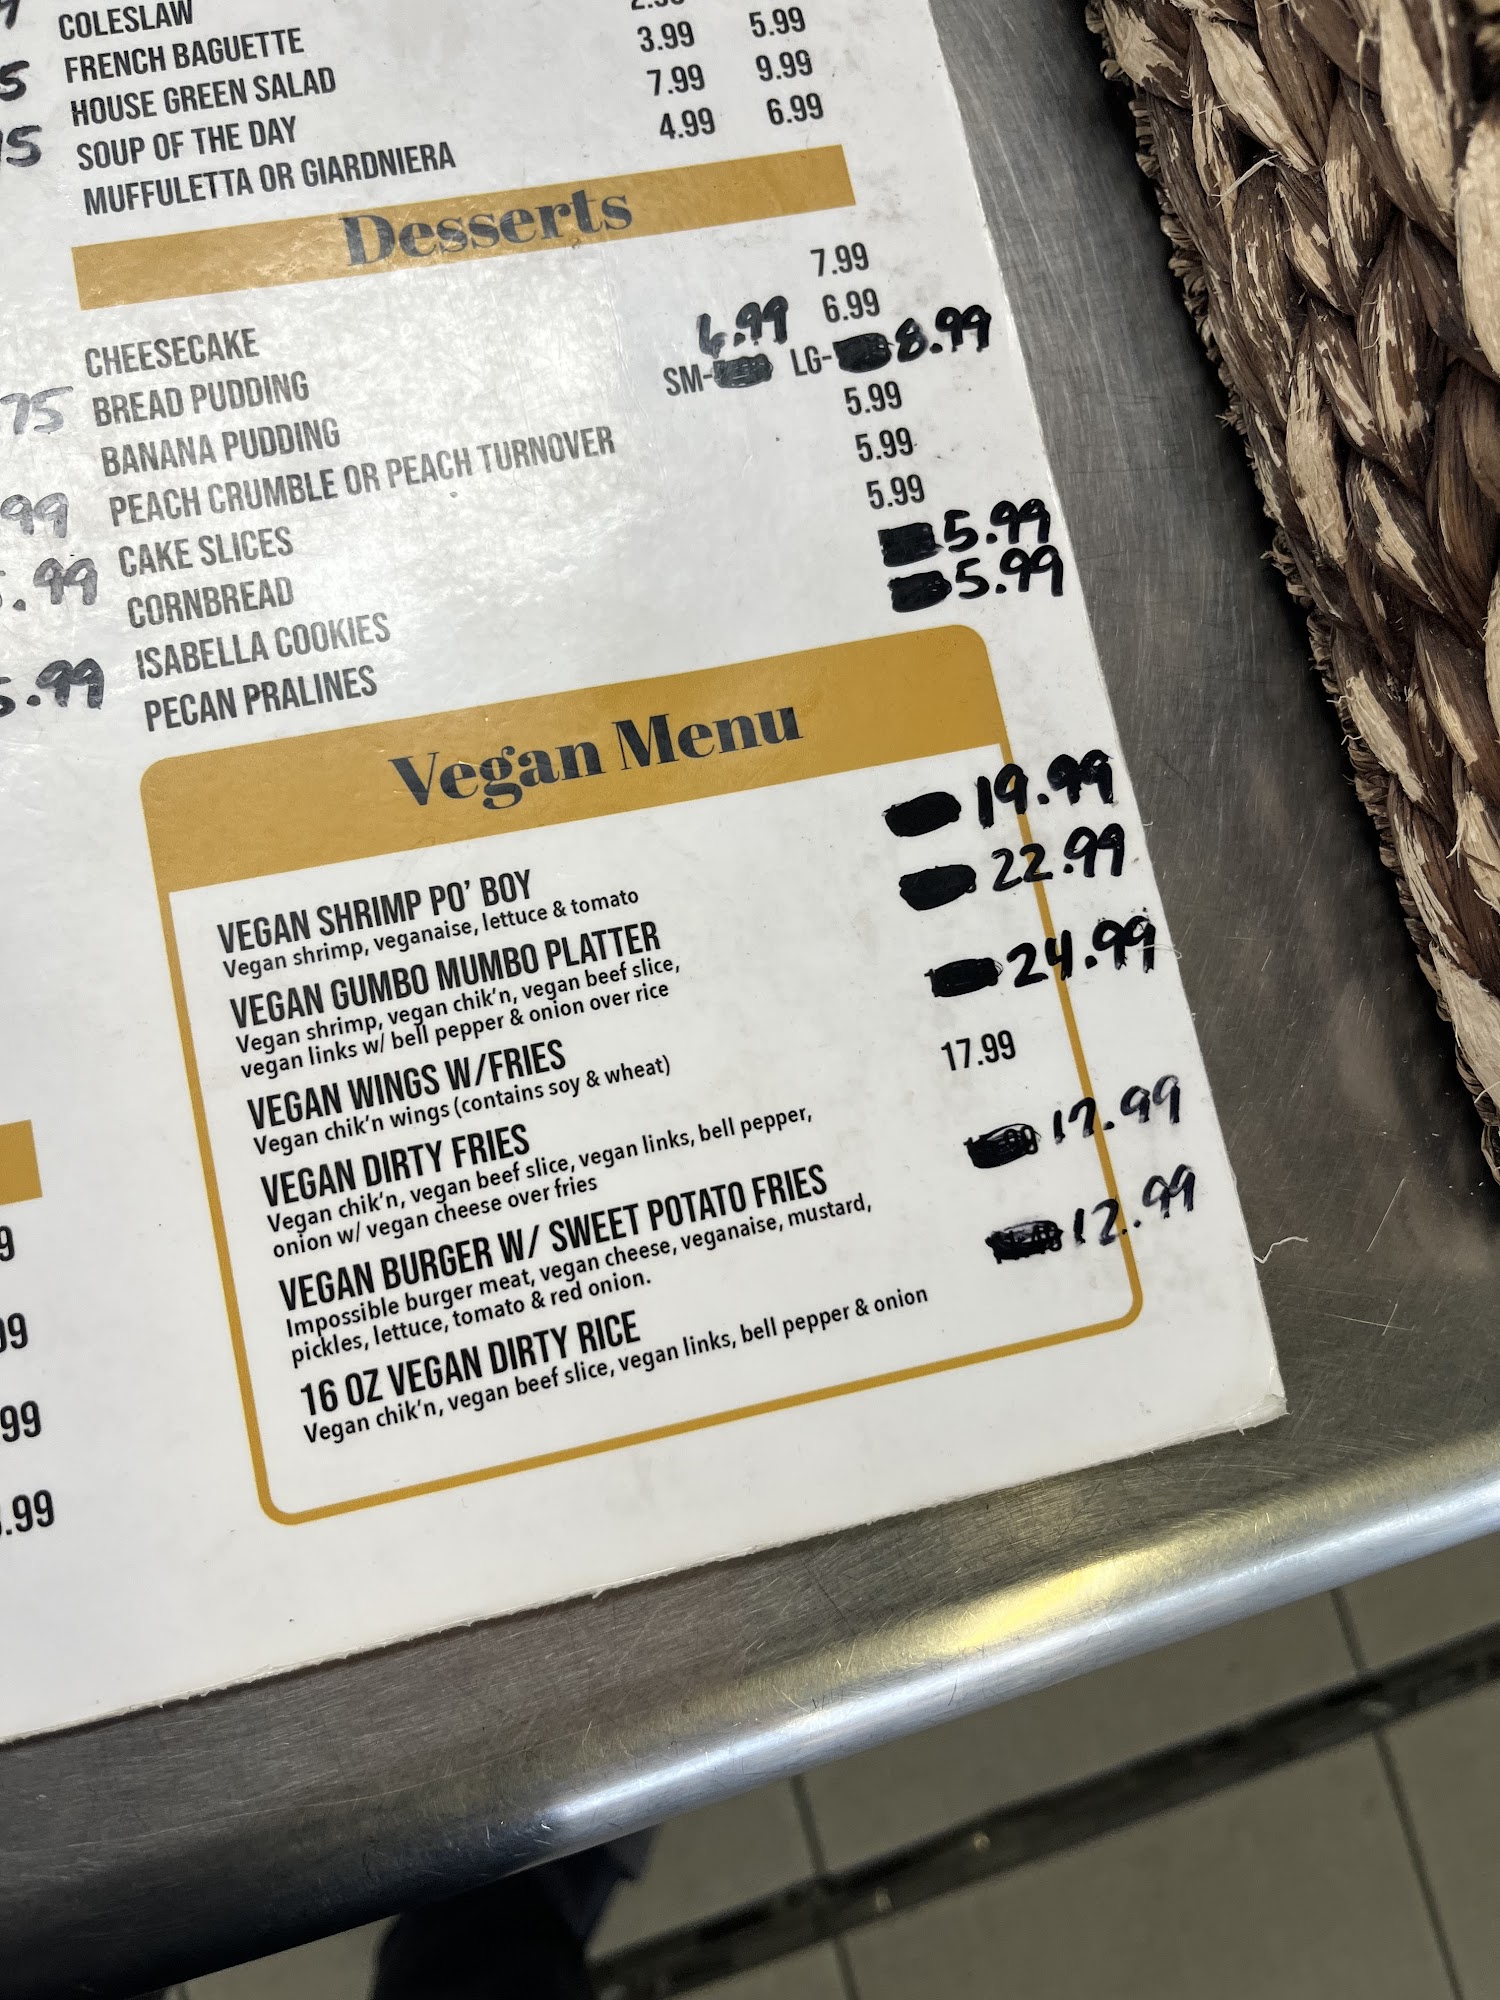 COLESLAW
FRENCH BAGUETTE 3.99 5.99
HOUSE GREEN SALAD 7.99 9.99
SOUP OF THE DAY 4.99 6.99
MUFFULETTA OR GIARDNIERA
Desserts
CHEESECAKE 7.99
BREAD PUDDING 6.99
BANANA PUDDING SM- 6.99 LG- 8.99
PEACH CRUMBLE OR PEACH TURNOVER 5.99
CAKE SLICES 5.99
CORNBREAD 5.99
ISABELLA COOKIES 5.99
PECAN PRALINES 5.99
Vegan Menu
VEGAN SHRIMP PO' BOY 19.99
Vegan shrimp, veganaise, lettuce & tomato
VEGAN GUMBO MUMBO PLATTER 22.99
Vegan shrimp, vegan chik'n, vegan beef slice,
vegan links w/ bell pepper & onion over rice
VEGAN WINGS W/FRIES 24.99
Vegan chik'n wings (contains soy & wheat)
VEGAN DIRTY FRIES 17.99
Vegan chik'n, vegan beef slice, vegan links, bell pepper,
onion w/ vegan cheese over fries
VEGAN BURGER W/ SWEET POTATO FRIES 17.99
Impossible burger meat, vegan cheese, veganaise, mustard,
pickles, lettuce, tomato & red onion.
16 OZ VEGAN DIRTY RICE 12.99
Vegan chik'n, vegan beef slice, vegan links, bell pepper & onion